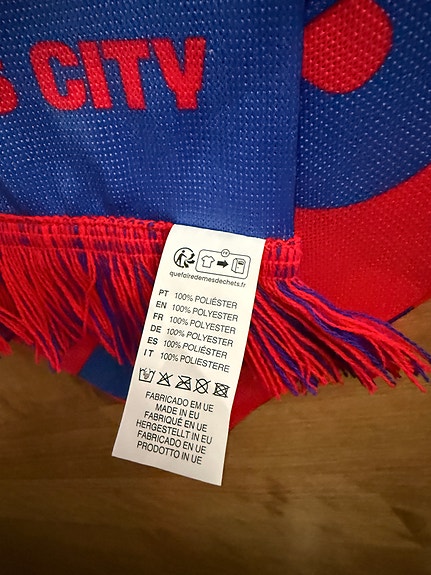 CITY
quefairedemesdechets.fr
PT 100% POLIÉSTER
EN 100% POLYESTER
FR 100% POLYESTER
DE 100% POLYESTER
ES 100% POLIÉSTER
IT 100% POLIESTERE
FABRICADO EM UE
MADE IN EU
FABRIQUÉ EN UE
HERGESTELLT IN EU
FABRICADO EN UE
PRODOTTO IN UE